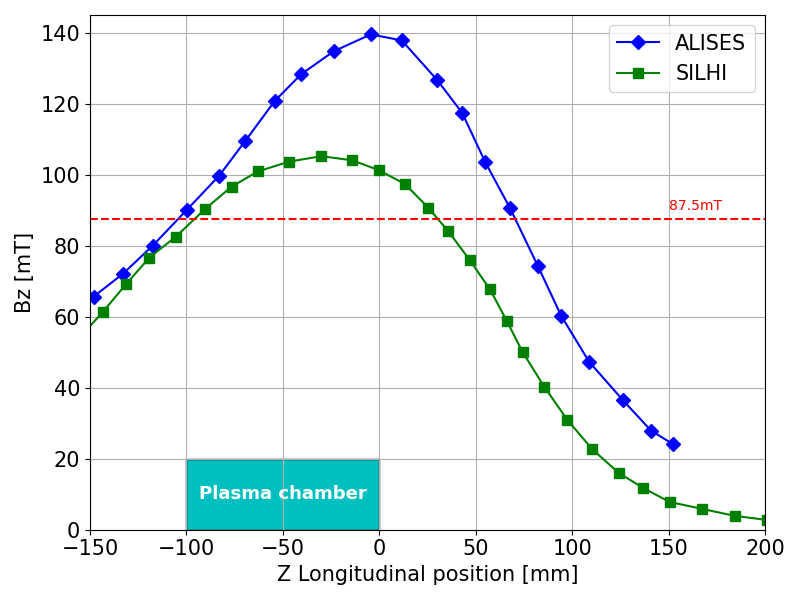 ALISES
SILHI
87.5mT
Plasma chamber
Bz [mT]
140
120
100
80
60
40
20
0
−150 −100 −50 0 50 100 150 200
Z Longitudinal position [mm]